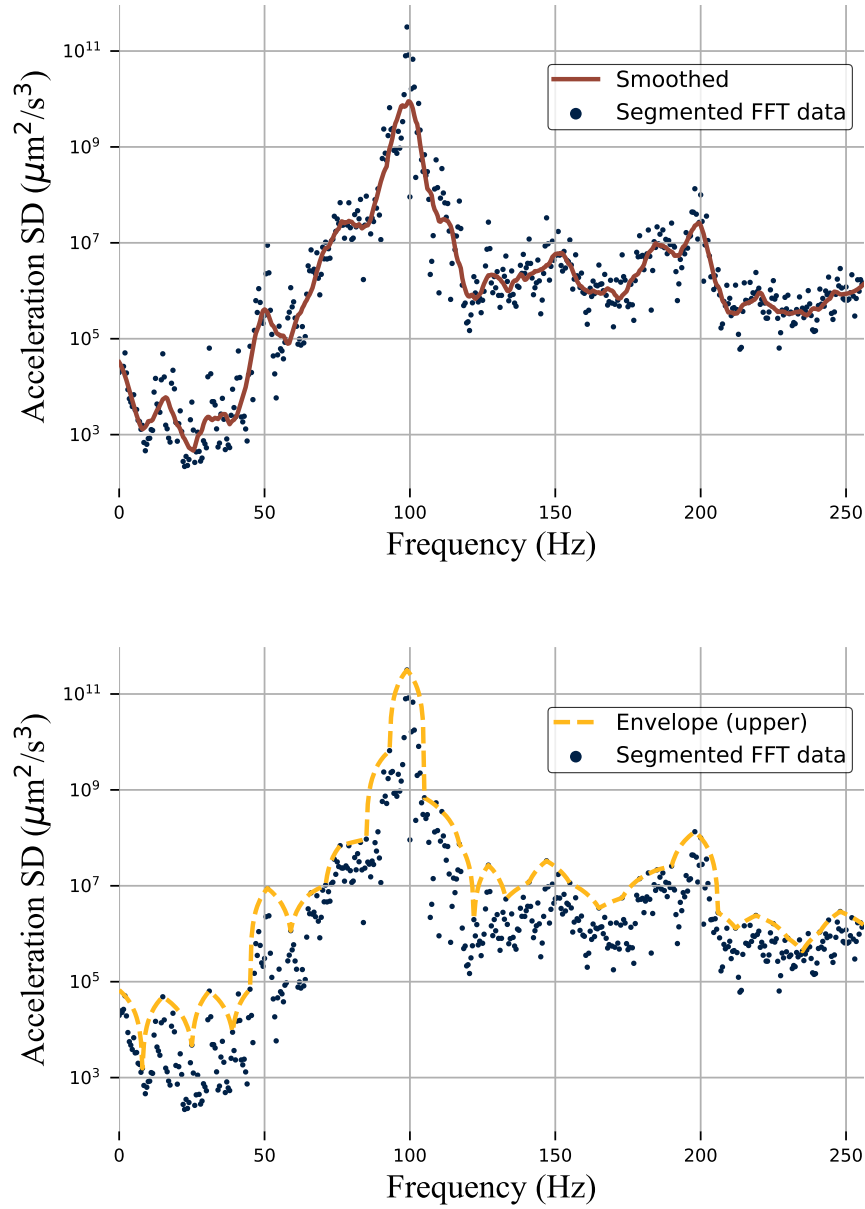 10¹¹
10⁹
10⁷
10⁵
10³
Acceleration SD (μm²/s³)
Smoothed
Segmented FFT data
0 50 100 150 200 250
Frequency (Hz)
10¹¹
10⁹
10⁷
10⁵
10³
Acceleration SD (μm²/s³)
Envelope (upper)
Segmented FFT data
0 50 100 150 200 250
Frequency (Hz)